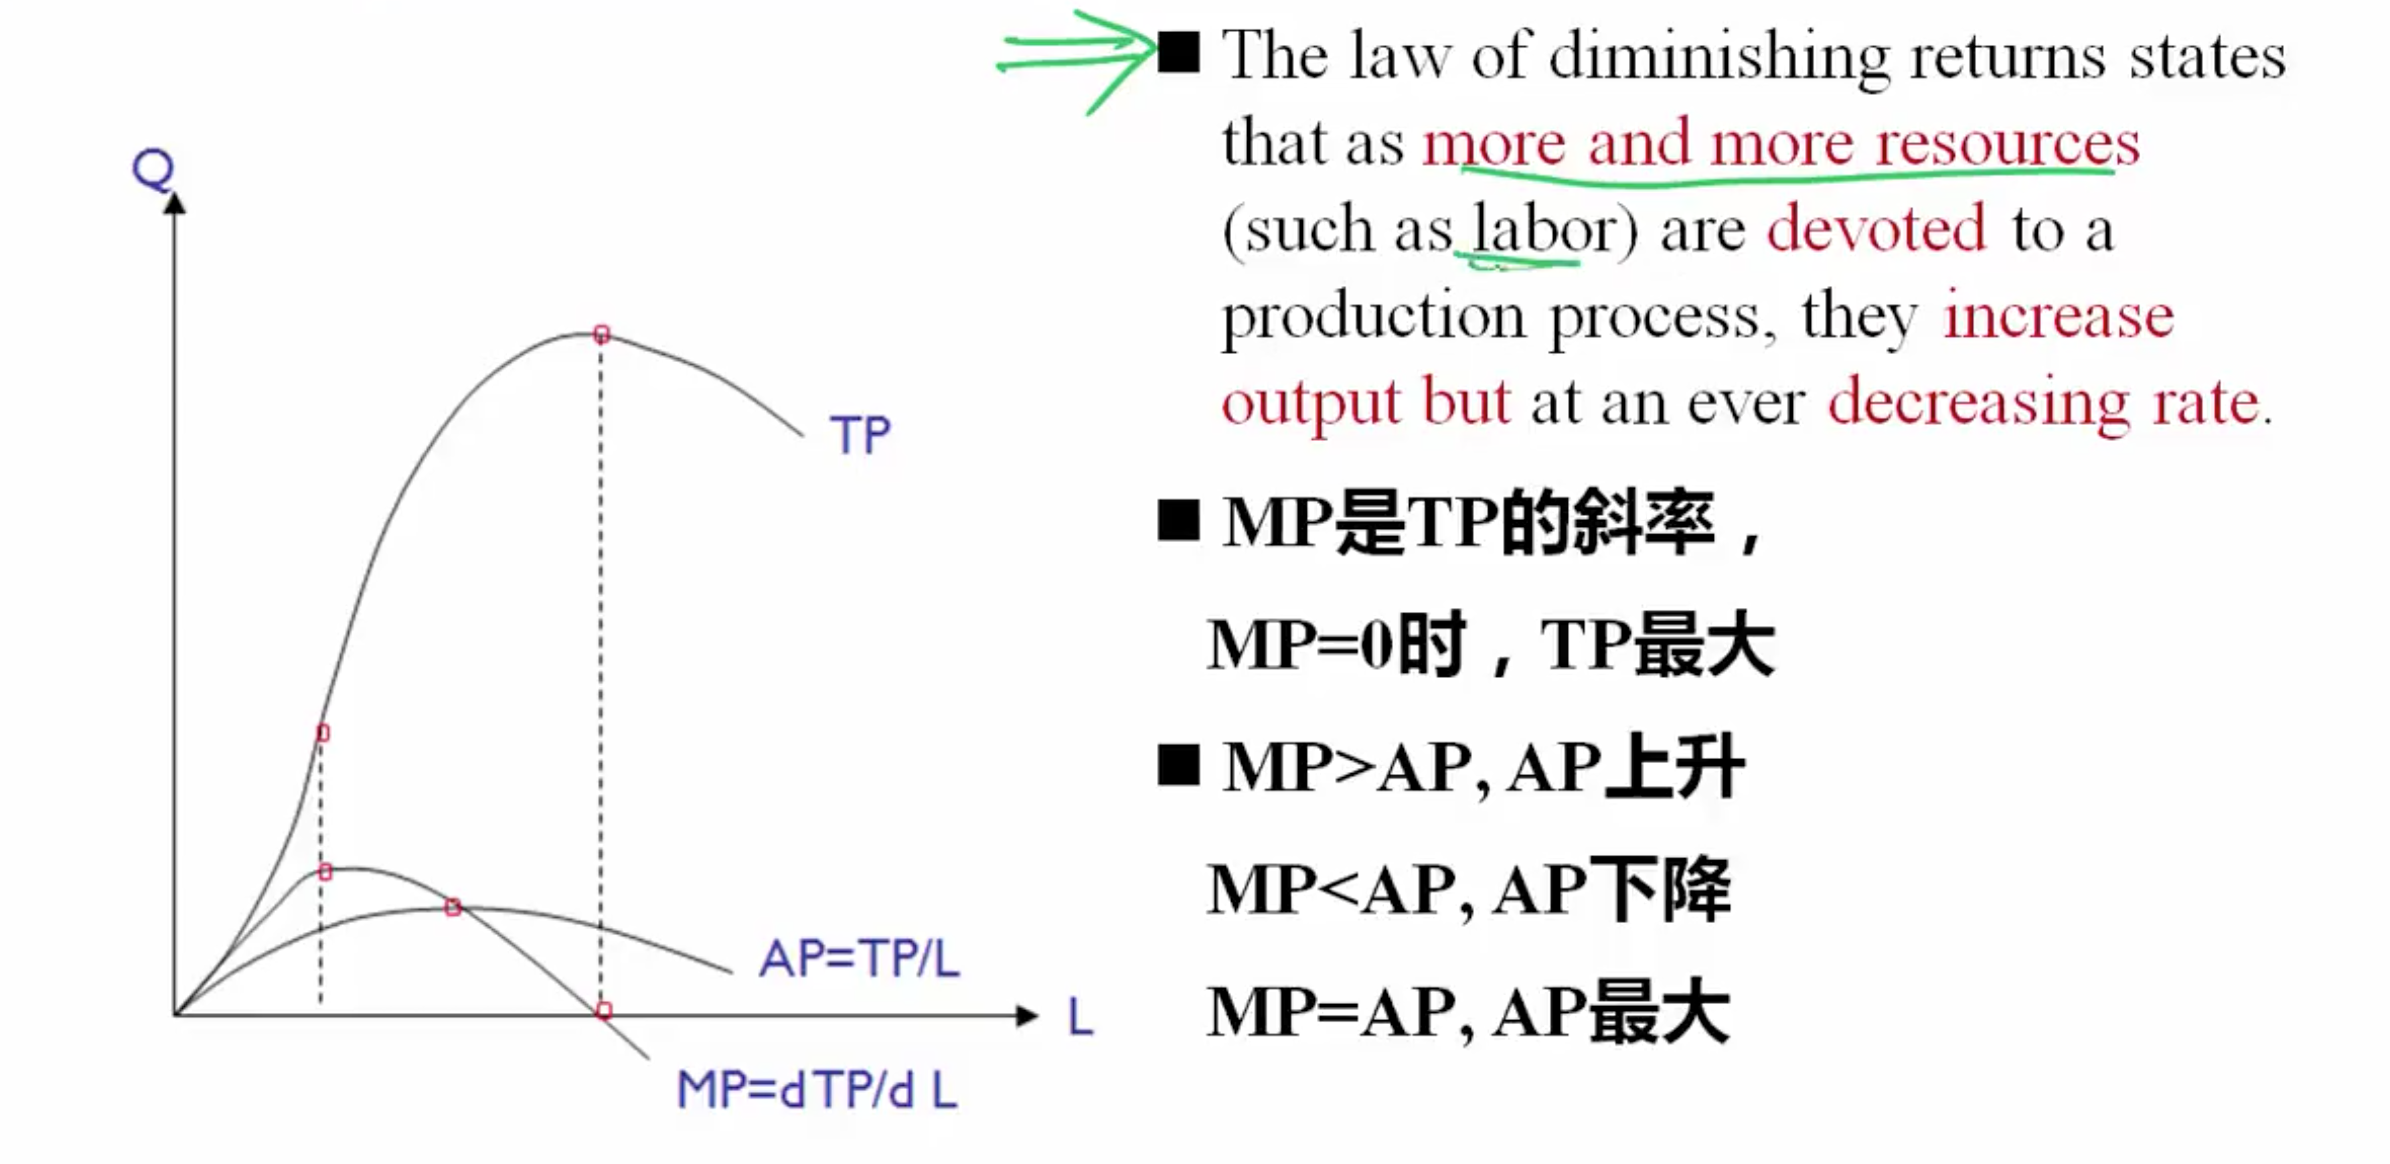 Q
TP
AP=TP/L
L
MP=dTP/d L
■ The law of diminishing returns states
that as more and more resources
(such as labor) are devoted to a
production process, they increase
output but at an ever decreasing rate.
■ MP是TP的斜率，
MP=0时，TP最大
■ MP>AP, AP上升
MP<AP, AP下降
MP=AP, AP最大